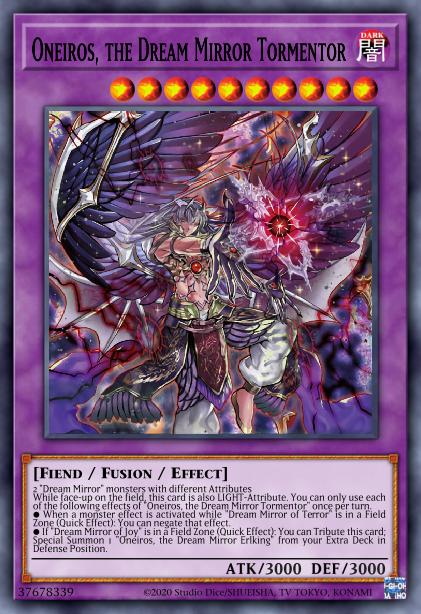 ONEIROS, THE DREAM MIRROR TORMENTOR
DARK
闇
[FIEND / FUSION / EFFECT]
2 "Dream Mirror" monsters with different Attributes
While face-up on the field, this card is also LIGHT-Attribute. You can only use each
of the following effects of "Oneiros, the Dream Mirror Tormentor" once per turn.
● When a monster effect is activated while "Dream Mirror of Terror" is in a Field
Zone (Quick Effect): You can negate that effect.
● If "Dream Mirror of Joy" is in a Field Zone (Quick Effect): You can Tribute this card;
Special Summon 1 "Oneiros, the Dream Mirror Erlking" from your Extra Deck in
Defense Position.
ATK/3000 DEF/3000
37678339
©2020 Studio Dice/SHUEISHA, TV TOKYO, KONAMI